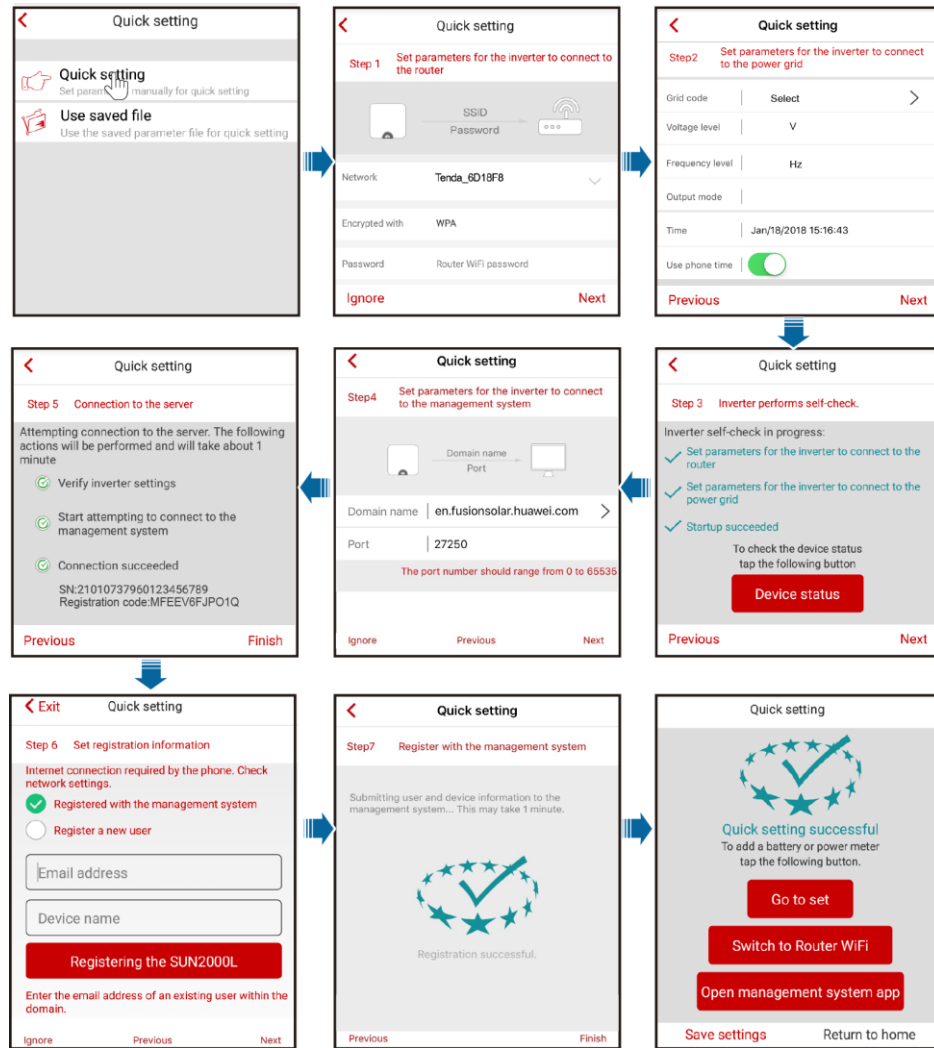 Quick setting
Quick setting
Set param manually for quick setting
Use saved file
Use the saved parameter file for quick setting
Quick setting
Step 1 Set parameters for the inverter to connect to
the router
SSID
Password
Network Tenda_6D18F8
Encrypted with WPA
Password Router WiFi password
Ignore Next
Quick setting
Step2 Set parameters for the inverter to connect
to the power grid
Grid code Select
Voltage level V
Frequency level Hz
Output mode
Time Jan/18/2018 15:16:43
Use phone time
Previous Next
Quick setting
Step 3 Inverter performs self-check.
Inverter self-check in progress:
Set parameters for the inverter to connect to the
router
Set parameters for the inverter to connect to the
power grid
Startup succeeded
To check the device status
tap the following button
Device status
Previous Next
Quick setting
Step4 Set parameters for the inverter to connect
to the management system
Domain name
Port
Domain name en.fusionsolar.huawei.com
Port 27250
The port number should range from 0 to 65535
Ignore Previous Next
Quick setting
Step 5 Connection to the server
Attempting connection to the server. The following
actions will be performed and will take about 1
minute
Verify inverter settings
Start attempting to connect to the
management system
Connection succeeded
SN:21010737960123456789
Registration code:MFEEV6FJPO1Q
Previous Finish
Exit Quick setting
Step 6 Set registration information
Internet connection required by the phone. Check
network settings.
Registered with the management system
Register a new user
Email address
Device name
Registering the SUN2000L
Enter the email address of an existing user within the
domain.
Ignore Previous Next
Quick setting
Step7 Register with the management system
Submitting user and device information to the
management system... This may take 1 minute.
Registration successful.
Previous Finish
Quick setting
Quick setting successful
To add a battery or power meter
tap the following button.
Go to set
Switch to Router WiFi
Open management system app
Save settings Return to home